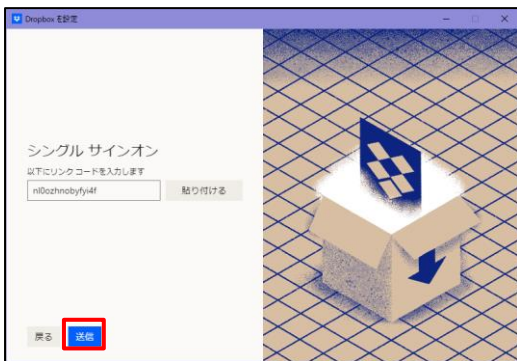 Dropbox を設定
シングル サインオン
以下にリンク コードを入力します
nl0ozhnobyfyi4f
貼り付ける
戻る
送信